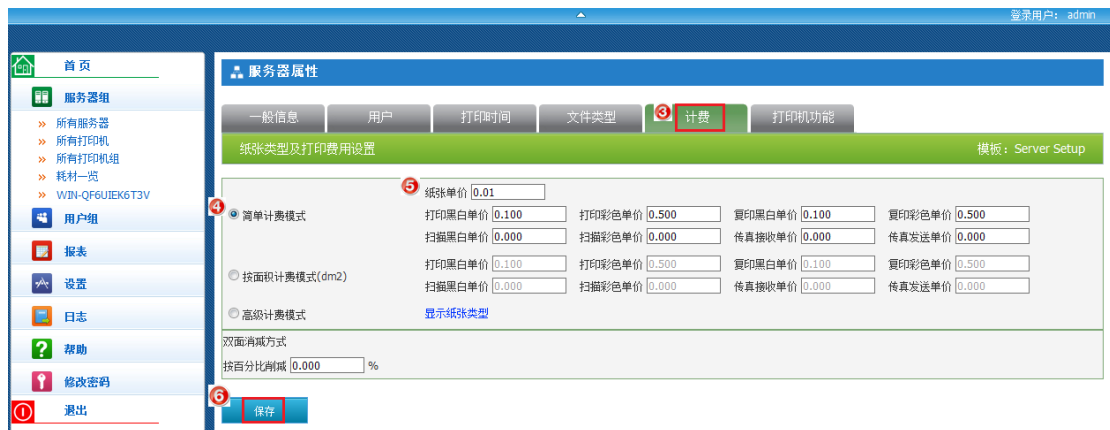 登录用户： admin
首 页
服务器组
» 所有服务器
» 所有打印机
» 所有打印机组
» 耗材一览
» WIN-QF6UIEK6T3V
用户组
报表
设置
日志
帮助
修改密码
退出
服务器属性
一般信息 用户 打印时间 文件类型 3 计费 打印机功能
纸张类型及打印费用设置 模板：Server Setup
5 纸张单价 0.01
4 简单计费模式 打印黑白单价 0.100 打印彩色单价 0.500 复印黑白单价 0.100 复印彩色单价 0.500
扫描黑白单价 0.000 扫描彩色单价 0.000 传真接收单价 0.000 传真发送单价 0.000
按面积计费模式(dm2) 打印黑白单价 0.100 打印彩色单价 0.500 复印黑白单价 0.100 复印彩色单价 0.500
扫描黑白单价 0.000 扫描彩色单价 0.000 传真接收单价 0.000 传真发送单价 0.000
高级计费模式 显示纸张类型
双面消减方式
按百分比削减 0.000 %
6 保存